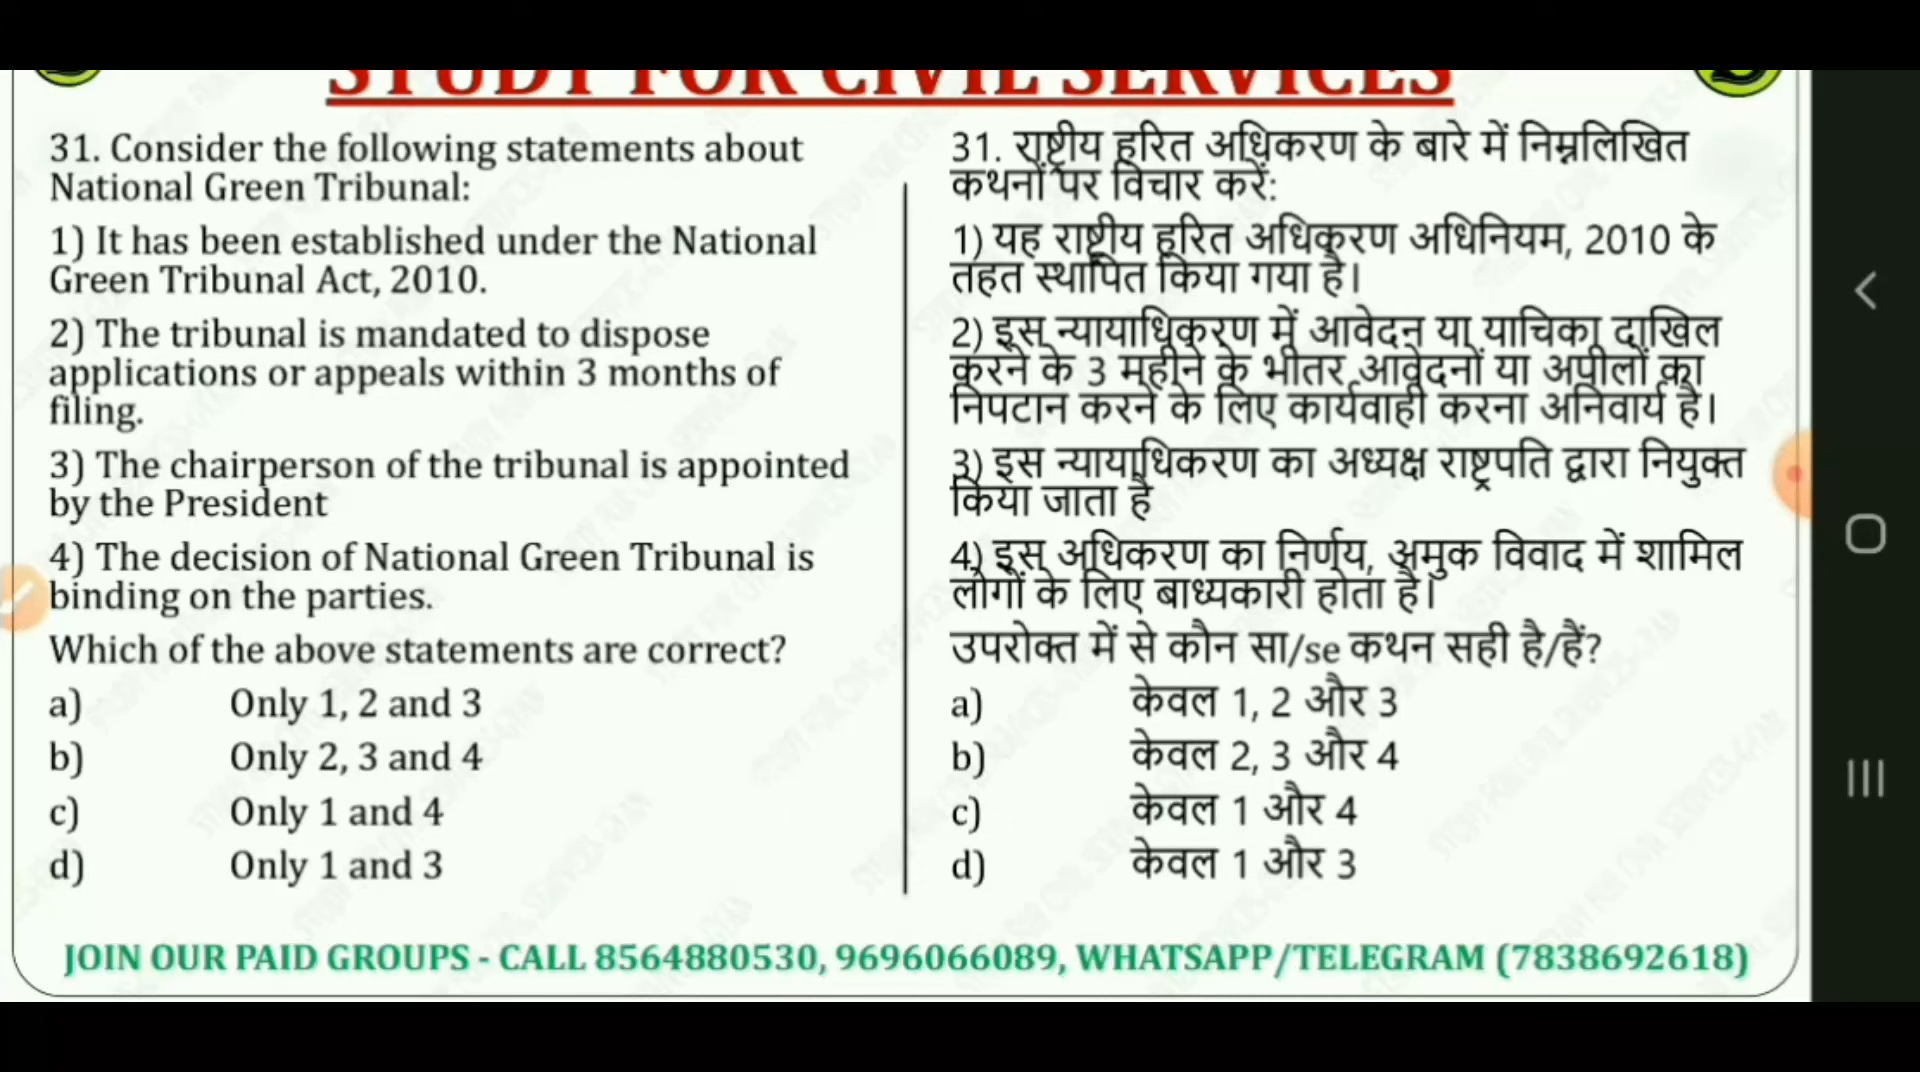 STUDY FOR CIVIL SERVICES
31. Consider the following statements about
National Green Tribunal:
1) It has been established under the National
Green Tribunal Act, 2010.
2) The tribunal is mandated to dispose
applications or appeals within 3 months of
filing.
3) The chairperson of the tribunal is appointed
by the President
4) The decision of National Green Tribunal is
binding on the parties.
Which of the above statements are correct?
a) Only 1, 2 and 3
b) Only 2, 3 and 4
c) Only 1 and 4
d) Only 1 and 3
31. राष्ट्रीय हरित अधिकरण के बारे में निम्नलिखित
कथनों पर विचार करें:
1) यह राष्ट्रीय हरित अधिकरण अधिनियम, 2010 के
तहत स्थापित किया गया है।
2) इस न्यायाधिकरण में आवेदन या याचिका दाखिल
करने के 3 महीने के भीतर आवेदनों या अपीलों का
निपटान करने के लिए कार्यवाही करना अनिवार्य है।
3) इस न्यायाधिकरण का अध्यक्ष राष्ट्रपति द्वारा नियुक्त
किया जाता है
4) इस अधिकरण का निर्णय, अमुक विवाद में शामिल
लोगों के लिए बाध्यकारी होता है।
उपरोक्त में से कौन सा/se कथन सही है/हैं?
a) केवल 1, 2 और 3
b) केवल 2, 3 और 4
c) केवल 1 और 4
d) केवल 1 और 3
JOIN OUR PAID GROUPS - CALL 8564880530, 9696066089, WHATSAPP/TELEGRAM (7838692618)